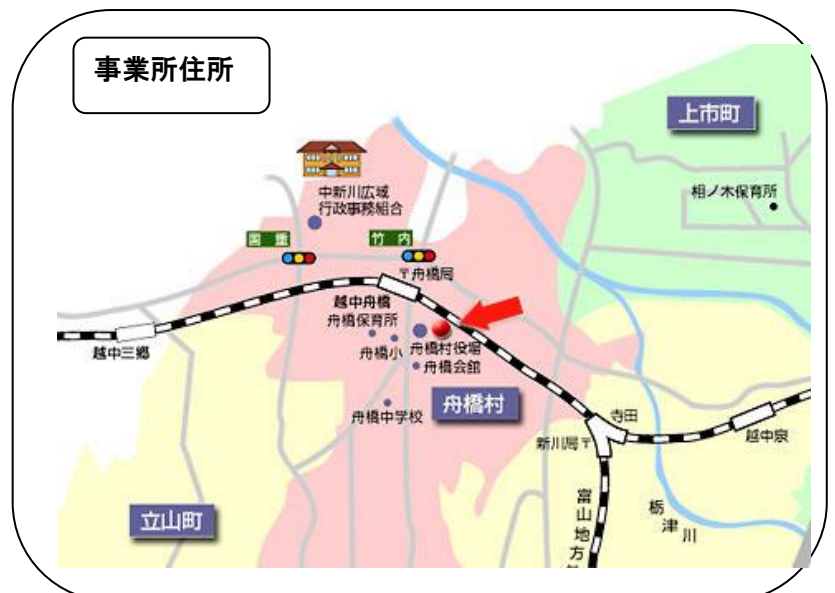 事業所住所
上市町
相ノ木保育所
中新川広域
行政事務組合
国重
竹内
〒舟橋局
越中舟橋
舟橋保育所
舟橋小
舟橋村役場
舟橋会館
越中三郷
舟橋中学校
舟橋村
寺田
新川局〒
越中泉
立山町
富山地方
栃津川